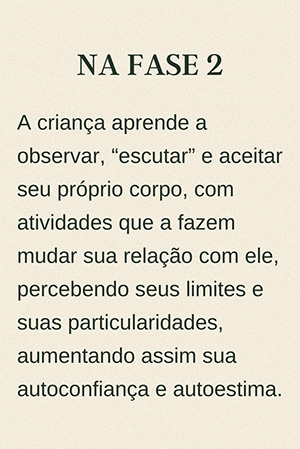 NA FASE 2
A criança aprende a
observar, “escutar” e aceitar
seu próprio corpo, com
atividades que a fazem
mudar sua relação com ele,
percebendo seus limites e
suas particularidades,
aumentando assim sua
autoconfiança e autoestima.